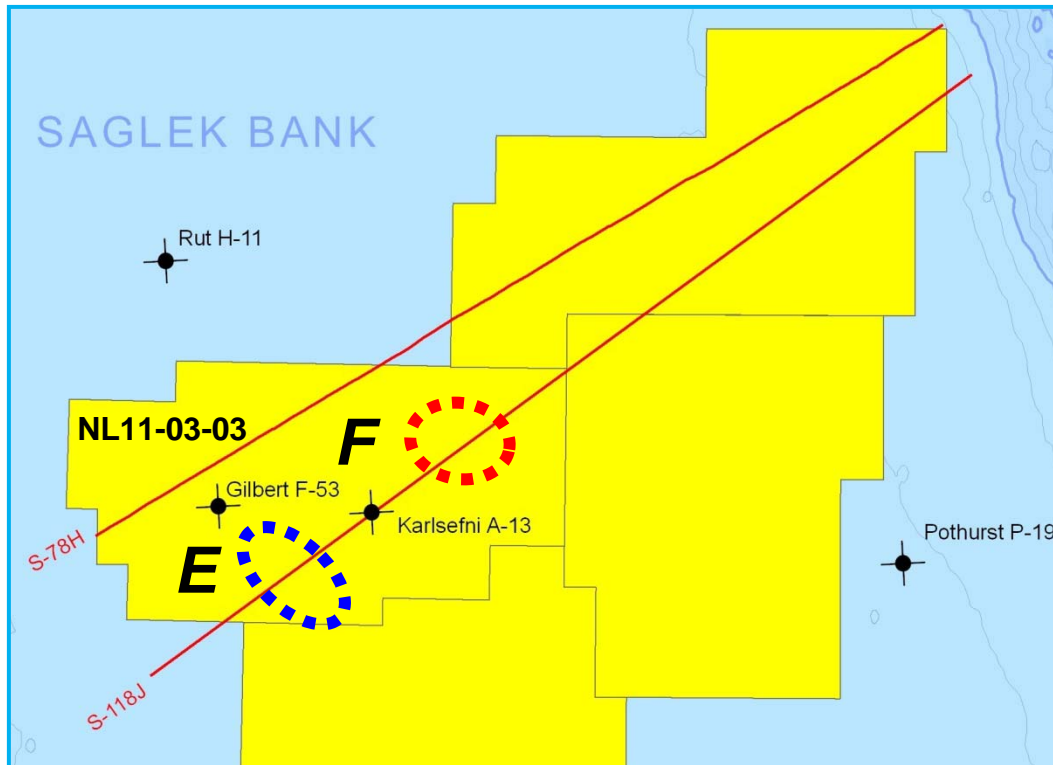 SAGLEK BANK
Rut H-11
NL11-03-03
F
Gilbert F-53
Karlsefni A-13
Pothurst P-19
S-78H
E
S-118J